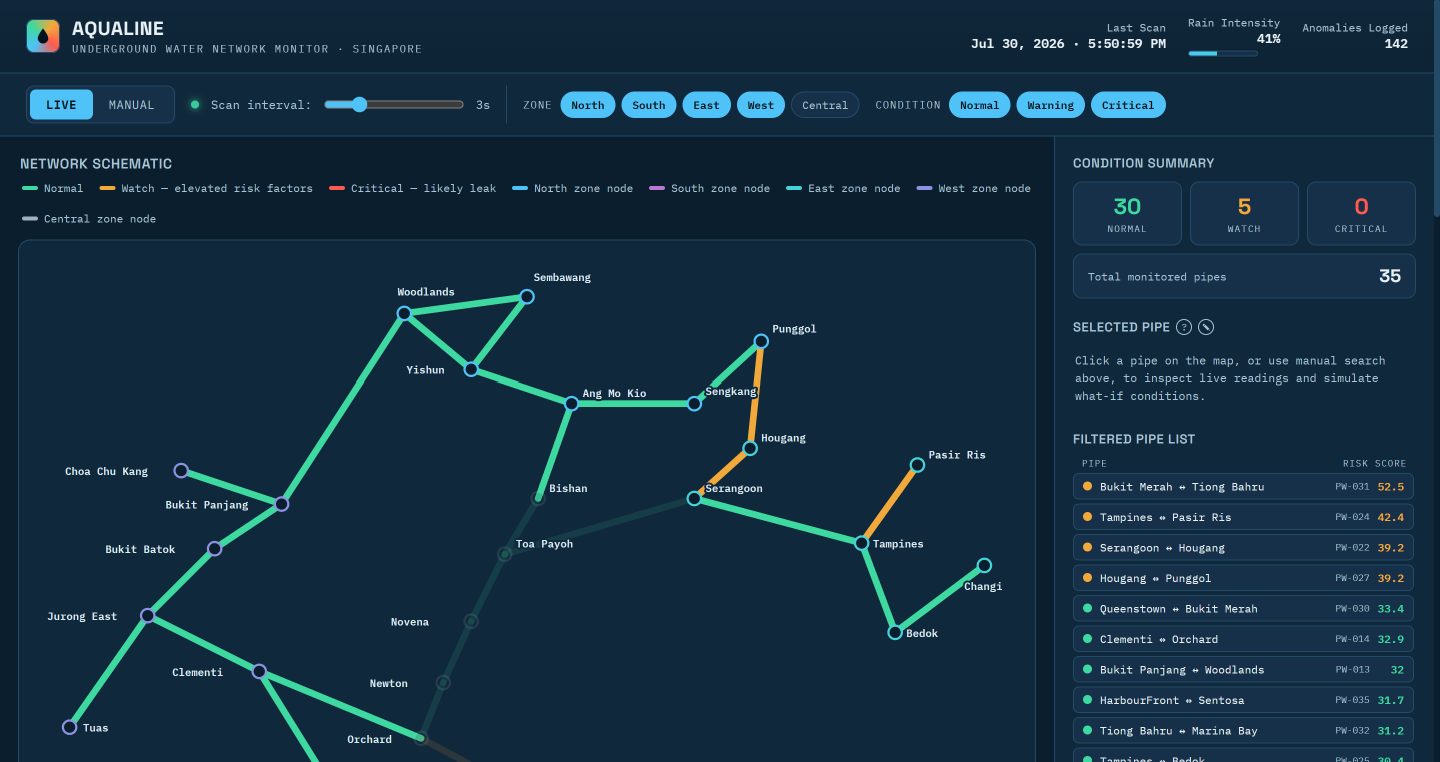 AQUALINE
UNDERGROUND WATER NETWORK MONITOR · SINGAPORE
Last Scan
Jul 30, 2026 · 5:50:59 PM
Rain Intensity
41%
Anomalies Logged
142
LIVE MANUAL
Scan interval: 3s
ZONE North South East West Central
CONDITION Normal Warning Critical
NETWORK SCHEMATIC
Normal Watch — elevated risk factors Critical — likely leak North zone node South zone node East zone node West zone node
Central zone node
Sembawang
Woodlands
Punggol
Yishun
Ang Mo Kio
Sengkang
Hougang
Pasir Ris
Choa Chu Kang
Bishan
Serangoon
Bukit Panjang
Toa Payoh
Tampines
Bukit Batok
Changi
Jurong East
Novena
Bedok
Clementi
Newton
Tuas
Orchard
CONDITION SUMMARY
30
NORMAL
5
WATCH
0
CRITICAL
Total monitored pipes 35
SELECTED PIPE ?
Click a pipe on the map, or use manual search
above, to inspect live readings and simulate
what-if conditions.
FILTERED PIPE LIST
PIPE RISK SCORE
Bukit Merah ↔ Tiong Bahru PW-031 52.5
Tampines ↔ Pasir Ris PW-024 42.4
Serangoon ↔ Hougang PW-022 39.2
Hougang ↔ Punggol PW-027 39.2
Queenstown ↔ Bukit Merah PW-030 33.4
Clementi ↔ Orchard PW-014 32.9
Bukit Panjang ↔ Woodlands PW-013 32
HarbourFront ↔ Sentosa PW-035 31.7
Tiong Bahru ↔ Marina Bay PW-032 31.2
Tampines ↔ Bedok PW-025 30.4